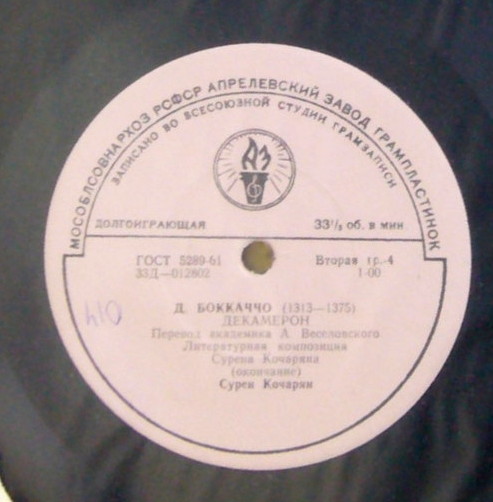 МОСОБЛСОВНАРХОЗ РСФСР АПРЕЛЕВСКИЙ ЗАВОД ГРАМПЛАСТИНОК
ЗАПИСАНО ВО ВСЕСОЮЗНОЙ СТУДИИ ГРАМЗАПИСИ
АЗ
ДОЛГОИГРАЮЩАЯ 33⅓ об. в мин
ГОСТ 5289-61 Вторая гр.-4
33Д—012802 1-00
Д. БОККАЧЧО (1313—1375)
ДЕКАМЕРОН
Перевод академика А. Веселовского
Литературная композиция
Сурена Кочаряна
(окончание)
Сурен Кочарян